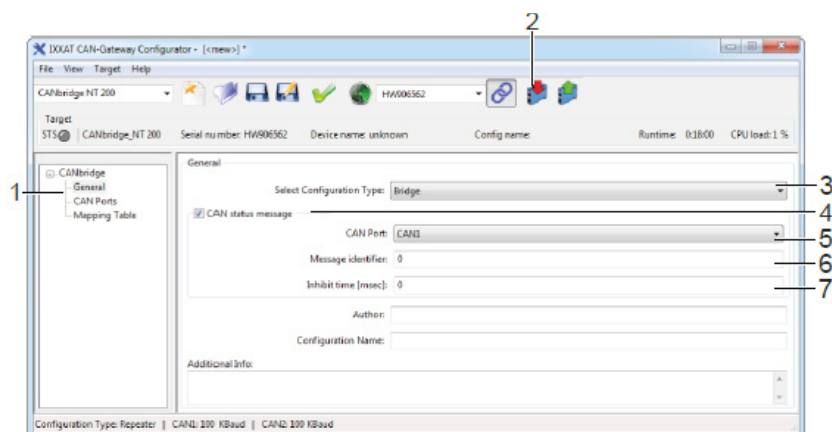 2
IXXAT CAN-Gateway Configurator - [<new>] *
File View Target Help
CANbridge NT 200
HW906562
Target
STS CANbridge_NT 200 Serial number: HW906562 Device name: unknown Config name: Runtime: 0:18:00 CPU load: 1 %
CANbridge
General
CAN Ports
Mapping Table
1
General
Select Configuration Type: Bridge
3
CAN status message
4
CAN Port: CAN1
5
Message identifier: 0
6
Inhibit time [msec]: 0
7
Author:
Configuration Name:
Additional Info:
Configuration Type: Repeater | CAN1: 100 KBaud | CAN2: 100 KBaud